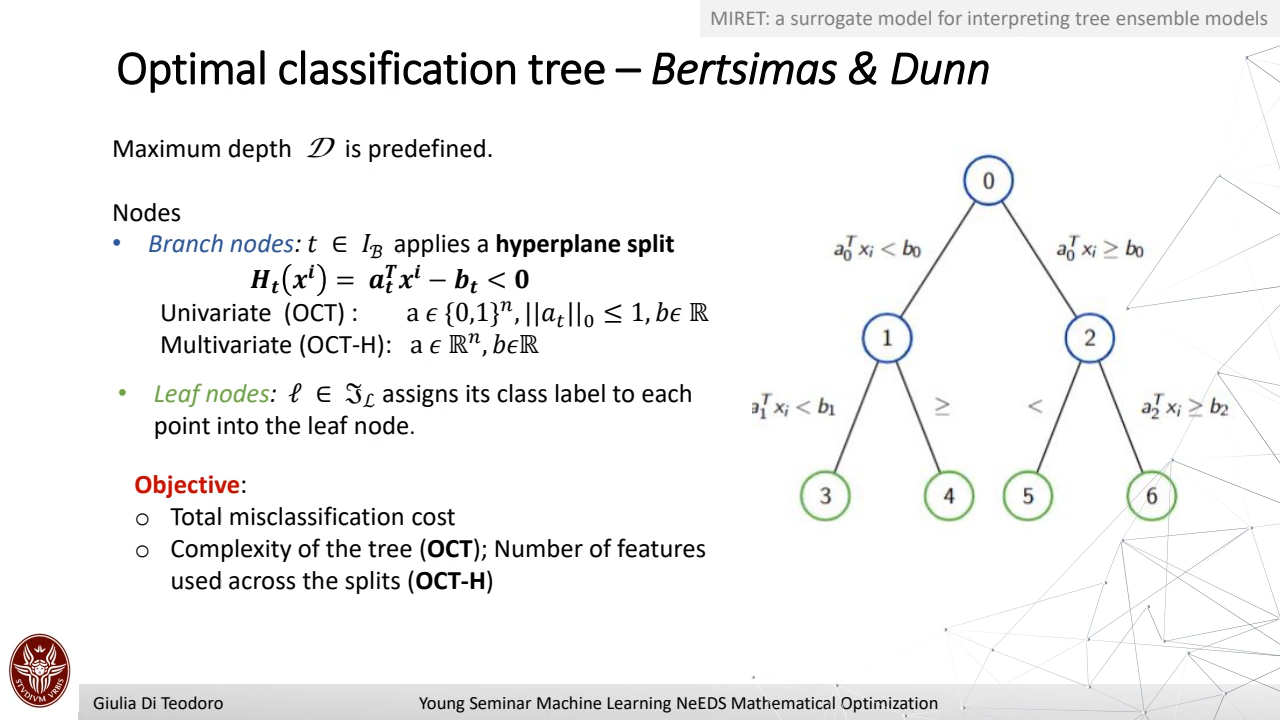 MIRET: a surrogate model for interpreting tree ensemble models
Optimal classification tree – Bertsimas & Dunn
Maximum depth 𝒟 is predefined.
Nodes
• Branch nodes: t ∈ I_ℬ applies a hyperplane split
H_t(x^i) = a_t^T x^i − b_t < 0
Univariate (OCT) : a ϵ {0,1}^n, ||a_t||_0 ≤ 1, bϵ ℝ
Multivariate (OCT-H): a ϵ ℝ^n, bϵℝ
• Leaf nodes: ℓ ∈ ℑ_ℒ assigns its class label to each
point into the leaf node.
Objective:
o Total misclassification cost
o Complexity of the tree (OCT); Number of features
used across the splits (OCT-H)
0
a_0^T x_i < b_0
a_0^T x_i ≥ b_0
1
2
a_1^T x_i < b_1
≥
<
a_2^T x_i ≥ b_2
3
4
5
6
STVDIVM VRBIS
Giulia Di Teodoro
Young Seminar Machine Learning NeEDS Mathematical Optimization